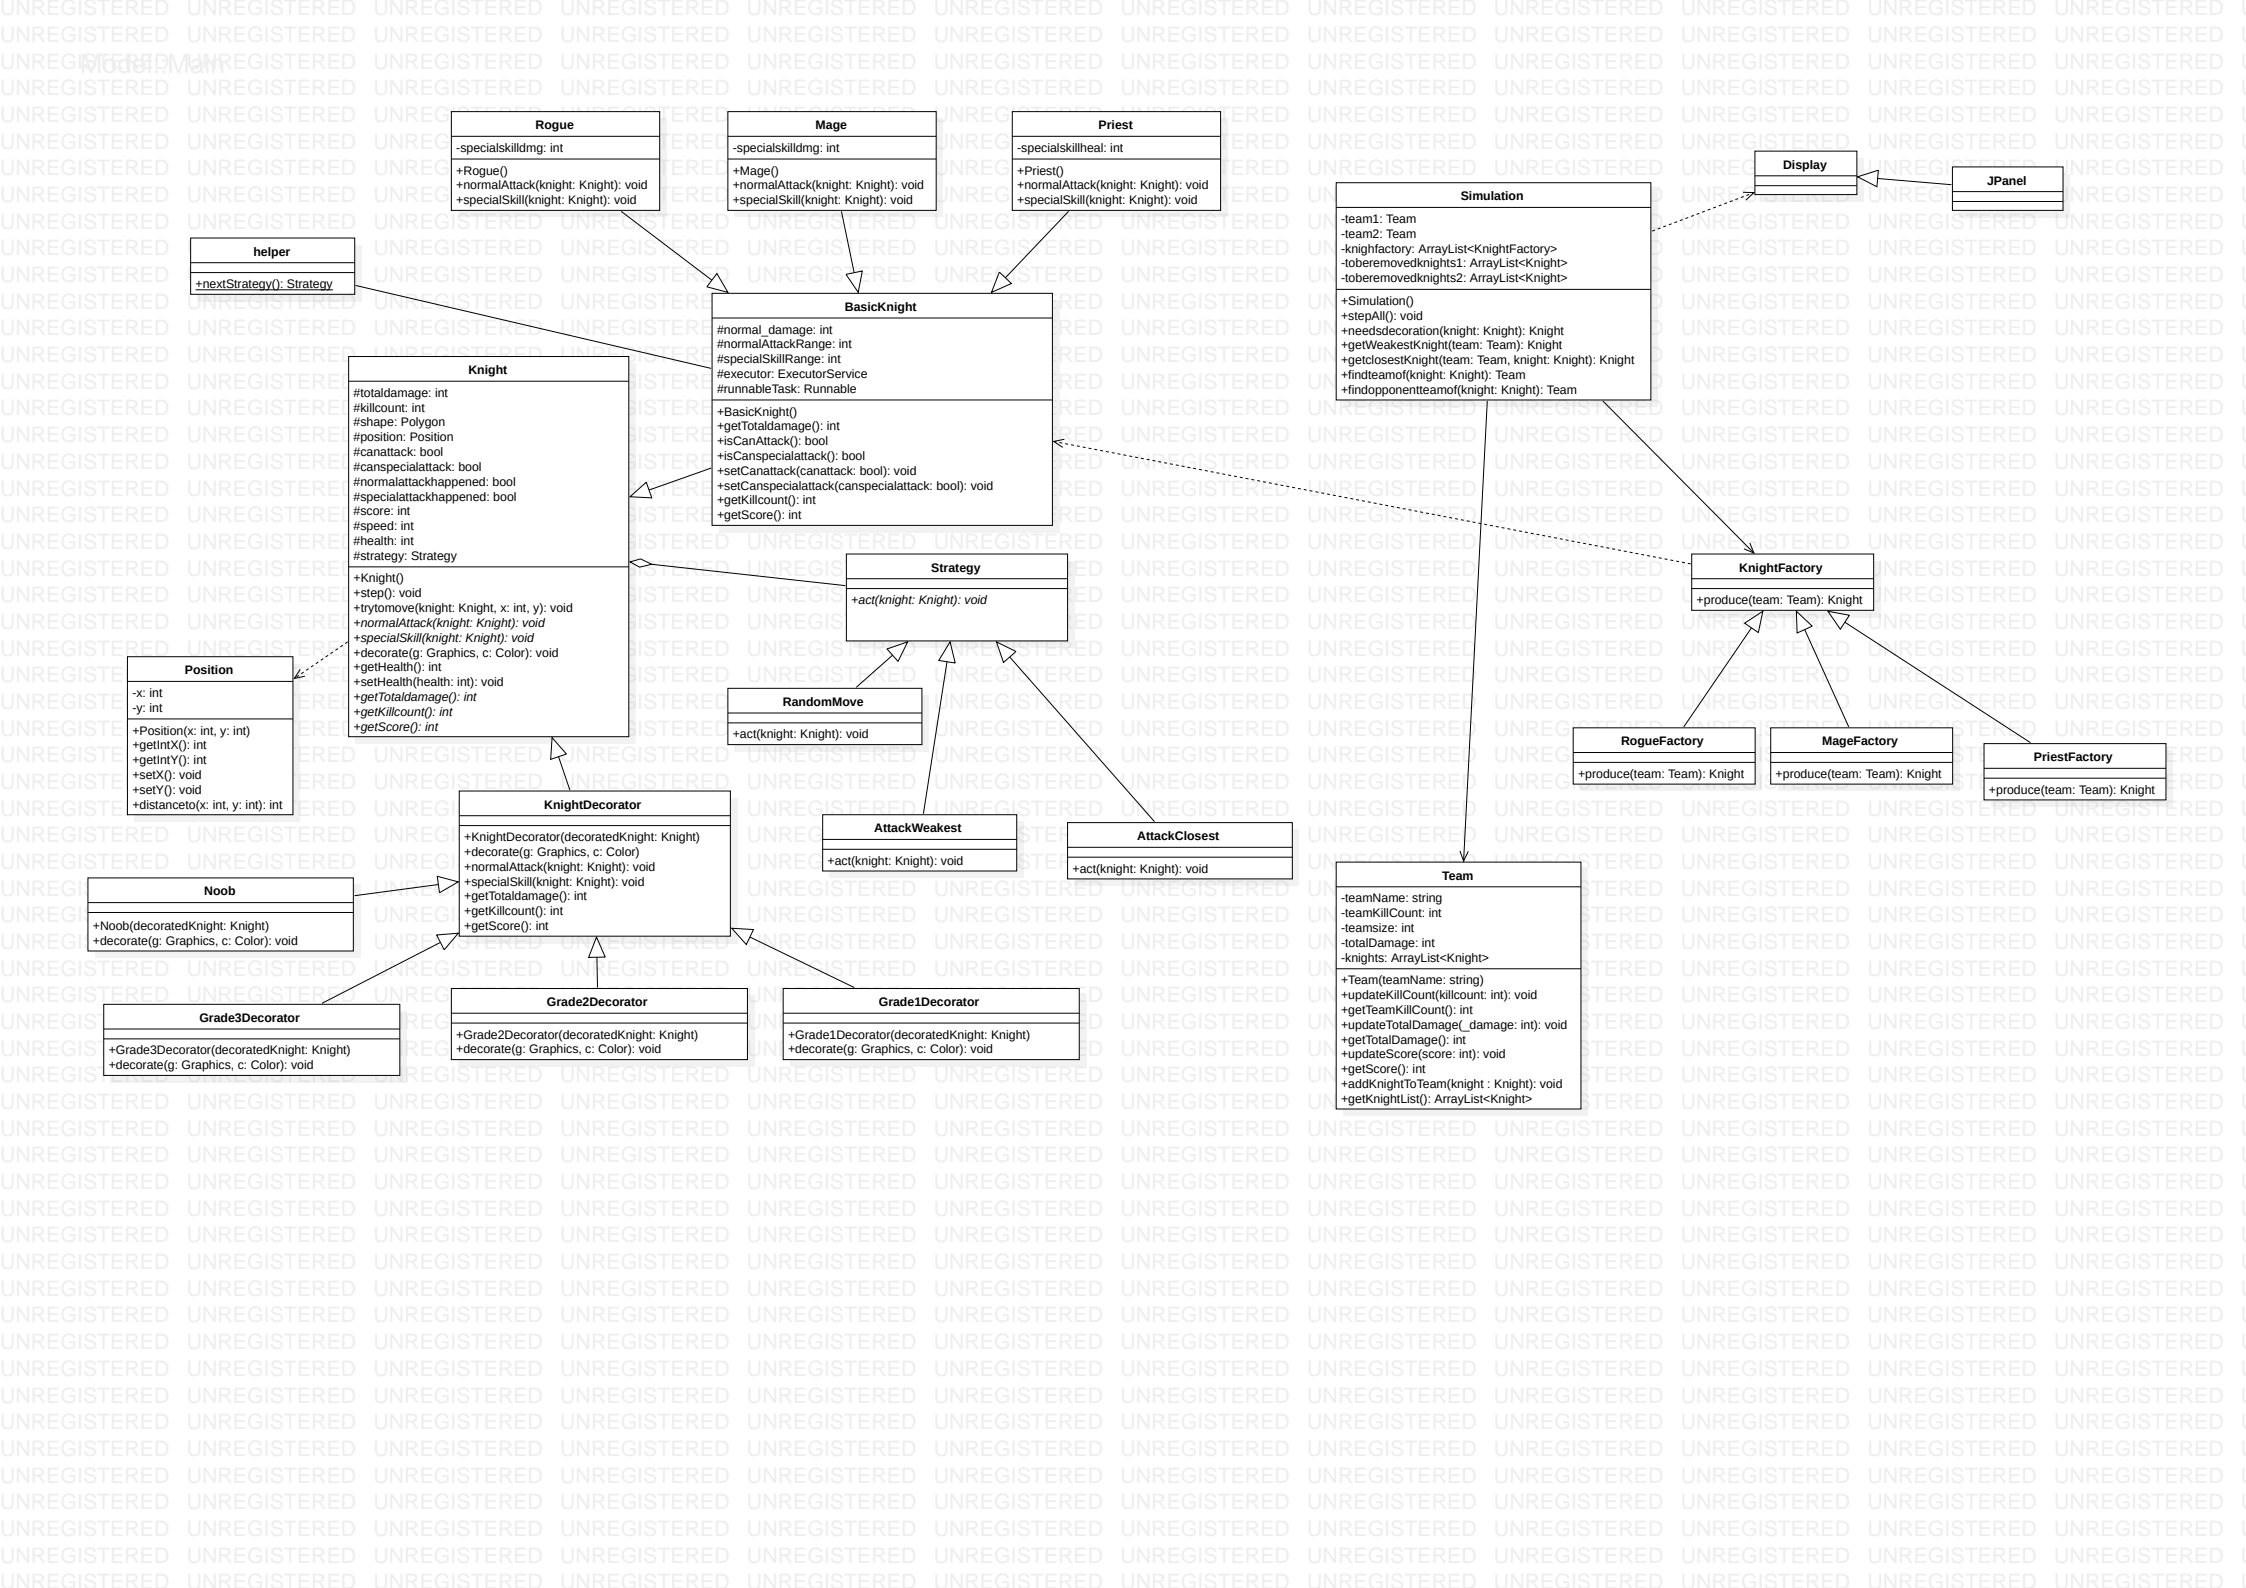 Model::Main
Rogue
-specialskilldmg: int
+Rogue()
+normalAttack(knight: Knight): void
+specialSkill(knight: Knight): void
Mage
-specialskilldmg: int
+Mage()
+normalAttack(knight: Knight): void
+specialSkill(knight: Knight): void
Priest
-specialskillheal: int
+Priest()
+normalAttack(knight: Knight): void
+specialSkill(knight: Knight): void
Display
JPanel
Simulation
-team1: Team
-team2: Team
-knighfactory: ArrayList<KnightFactory>
-toberemovedknights1: ArrayList<Knight>
-toberemovedknights2: ArrayList<Knight>
+Simulation()
+stepAll(): void
+needsdecoration(knight: Knight): Knight
+getWeakestKnight(team: Team): Knight
+getclosestKnight(team: Team, knight: Knight): Knight
+findteamof(knight: Knight): Team
+findopponentteamof(knight: Knight): Team
helper
+nextStrategy(): Strategy
BasicKnight
#normal_damage: int
#normalAttackRange: int
#specialSkillRange: int
#executor: ExecutorService
#runnableTask: Runnable
+BasicKnight()
+getTotaldamage(): int
+isCanAttack(): bool
+isCanspecialattack(): bool
+setCanattack(canattack: bool): void
+setCanspecialattack(canspecialattack: bool): void
+getKillcount(): int
+getScore(): int
Knight
#totaldamage: int
#killcount: int
#shape: Polygon
#position: Position
#canattack: bool
#canspecialattack: bool
#normalattackhappened: bool
#specialattackhappened: bool
#score: int
#speed: int
#health: int
#strategy: Strategy
+Knight()
+step(): void
+trytomove(knight: Knight, x: int, y): void
+normalAttack(knight: Knight): void
+specialSkill(knight: Knight): void
+decorate(g: Graphics, c: Color): void
+getHealth(): int
+setHealth(health: int): void
+getTotaldamage(): int
+getKillcount(): int
+getScore(): int
Strategy
+act(knight: Knight): void
KnightFactory
+produce(team: Team): Knight
Position
-x: int
-y: int
+Position(x: int, y: int)
+getIntX(): int
+getIntY(): int
+setX(): void
+setY(): void
+distanceto(x: int, y: int): int
RandomMove
+act(knight: Knight): void
RogueFactory
+produce(team: Team): Knight
MageFactory
+produce(team: Team): Knight
PriestFactory
+produce(team: Team): Knight
KnightDecorator
+KnightDecorator(decoratedKnight: Knight)
+decorate(g: Graphics, c: Color)
+normalAttack(knight: Knight): void
+specialSkill(knight: Knight): void
+getTotaldamage(): int
+getKillcount(): int
+getScore(): int
AttackWeakest
+act(knight: Knight): void
AttackClosest
+act(knight: Knight): void
Team
-teamName: string
-teamKillCount: int
-teamsize: int
-totalDamage: int
-knights: ArrayList<Knight>
+Team(teamName: string)
+updateKillCount(killcount: int): void
+getTeamKillCount(): int
+updateTotalDamage(_damage: int): void
+getTotalDamage(): int
+updateScore(score: int): void
+getScore(): int
+addKnightToTeam(knight : Knight): void
+getKnightList(): ArrayList<Knight>
Noob
+Noob(decoratedKnight: Knight)
+decorate(g: Graphics, c: Color): void
Grade3Decorator
+Grade3Decorator(decoratedKnight: Knight)
+decorate(g: Graphics, c: Color): void
Grade2Decorator
+Grade2Decorator(decoratedKnight: Knight)
+decorate(g: Graphics, c: Color): void
Grade1Decorator
+Grade1Decorator(decoratedKnight: Knight)
+decorate(g: Graphics, c: Color): void
UNREGISTERED